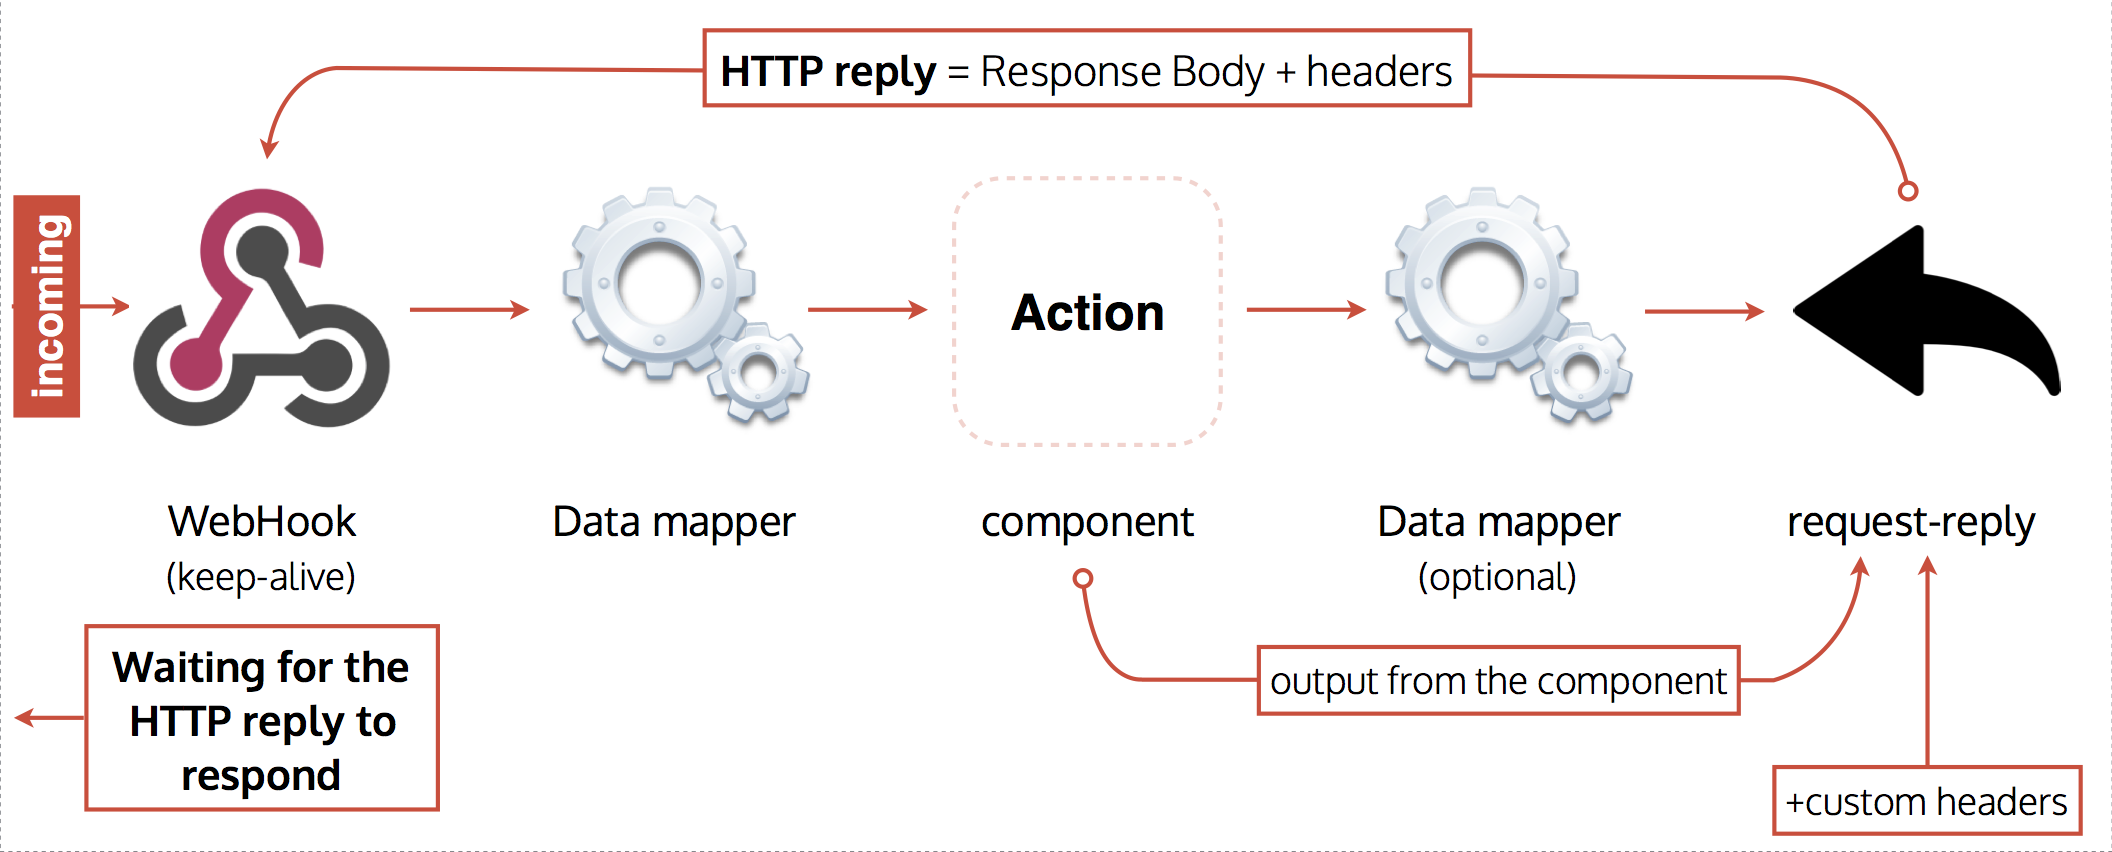 HTTP reply = Response Body + headers
incoming
Action
WebHook
(keep-alive)
Data mapper
component
Data mapper
(optional)
request-reply
Waiting for the
HTTP reply to
respond
output from the component
+custom headers